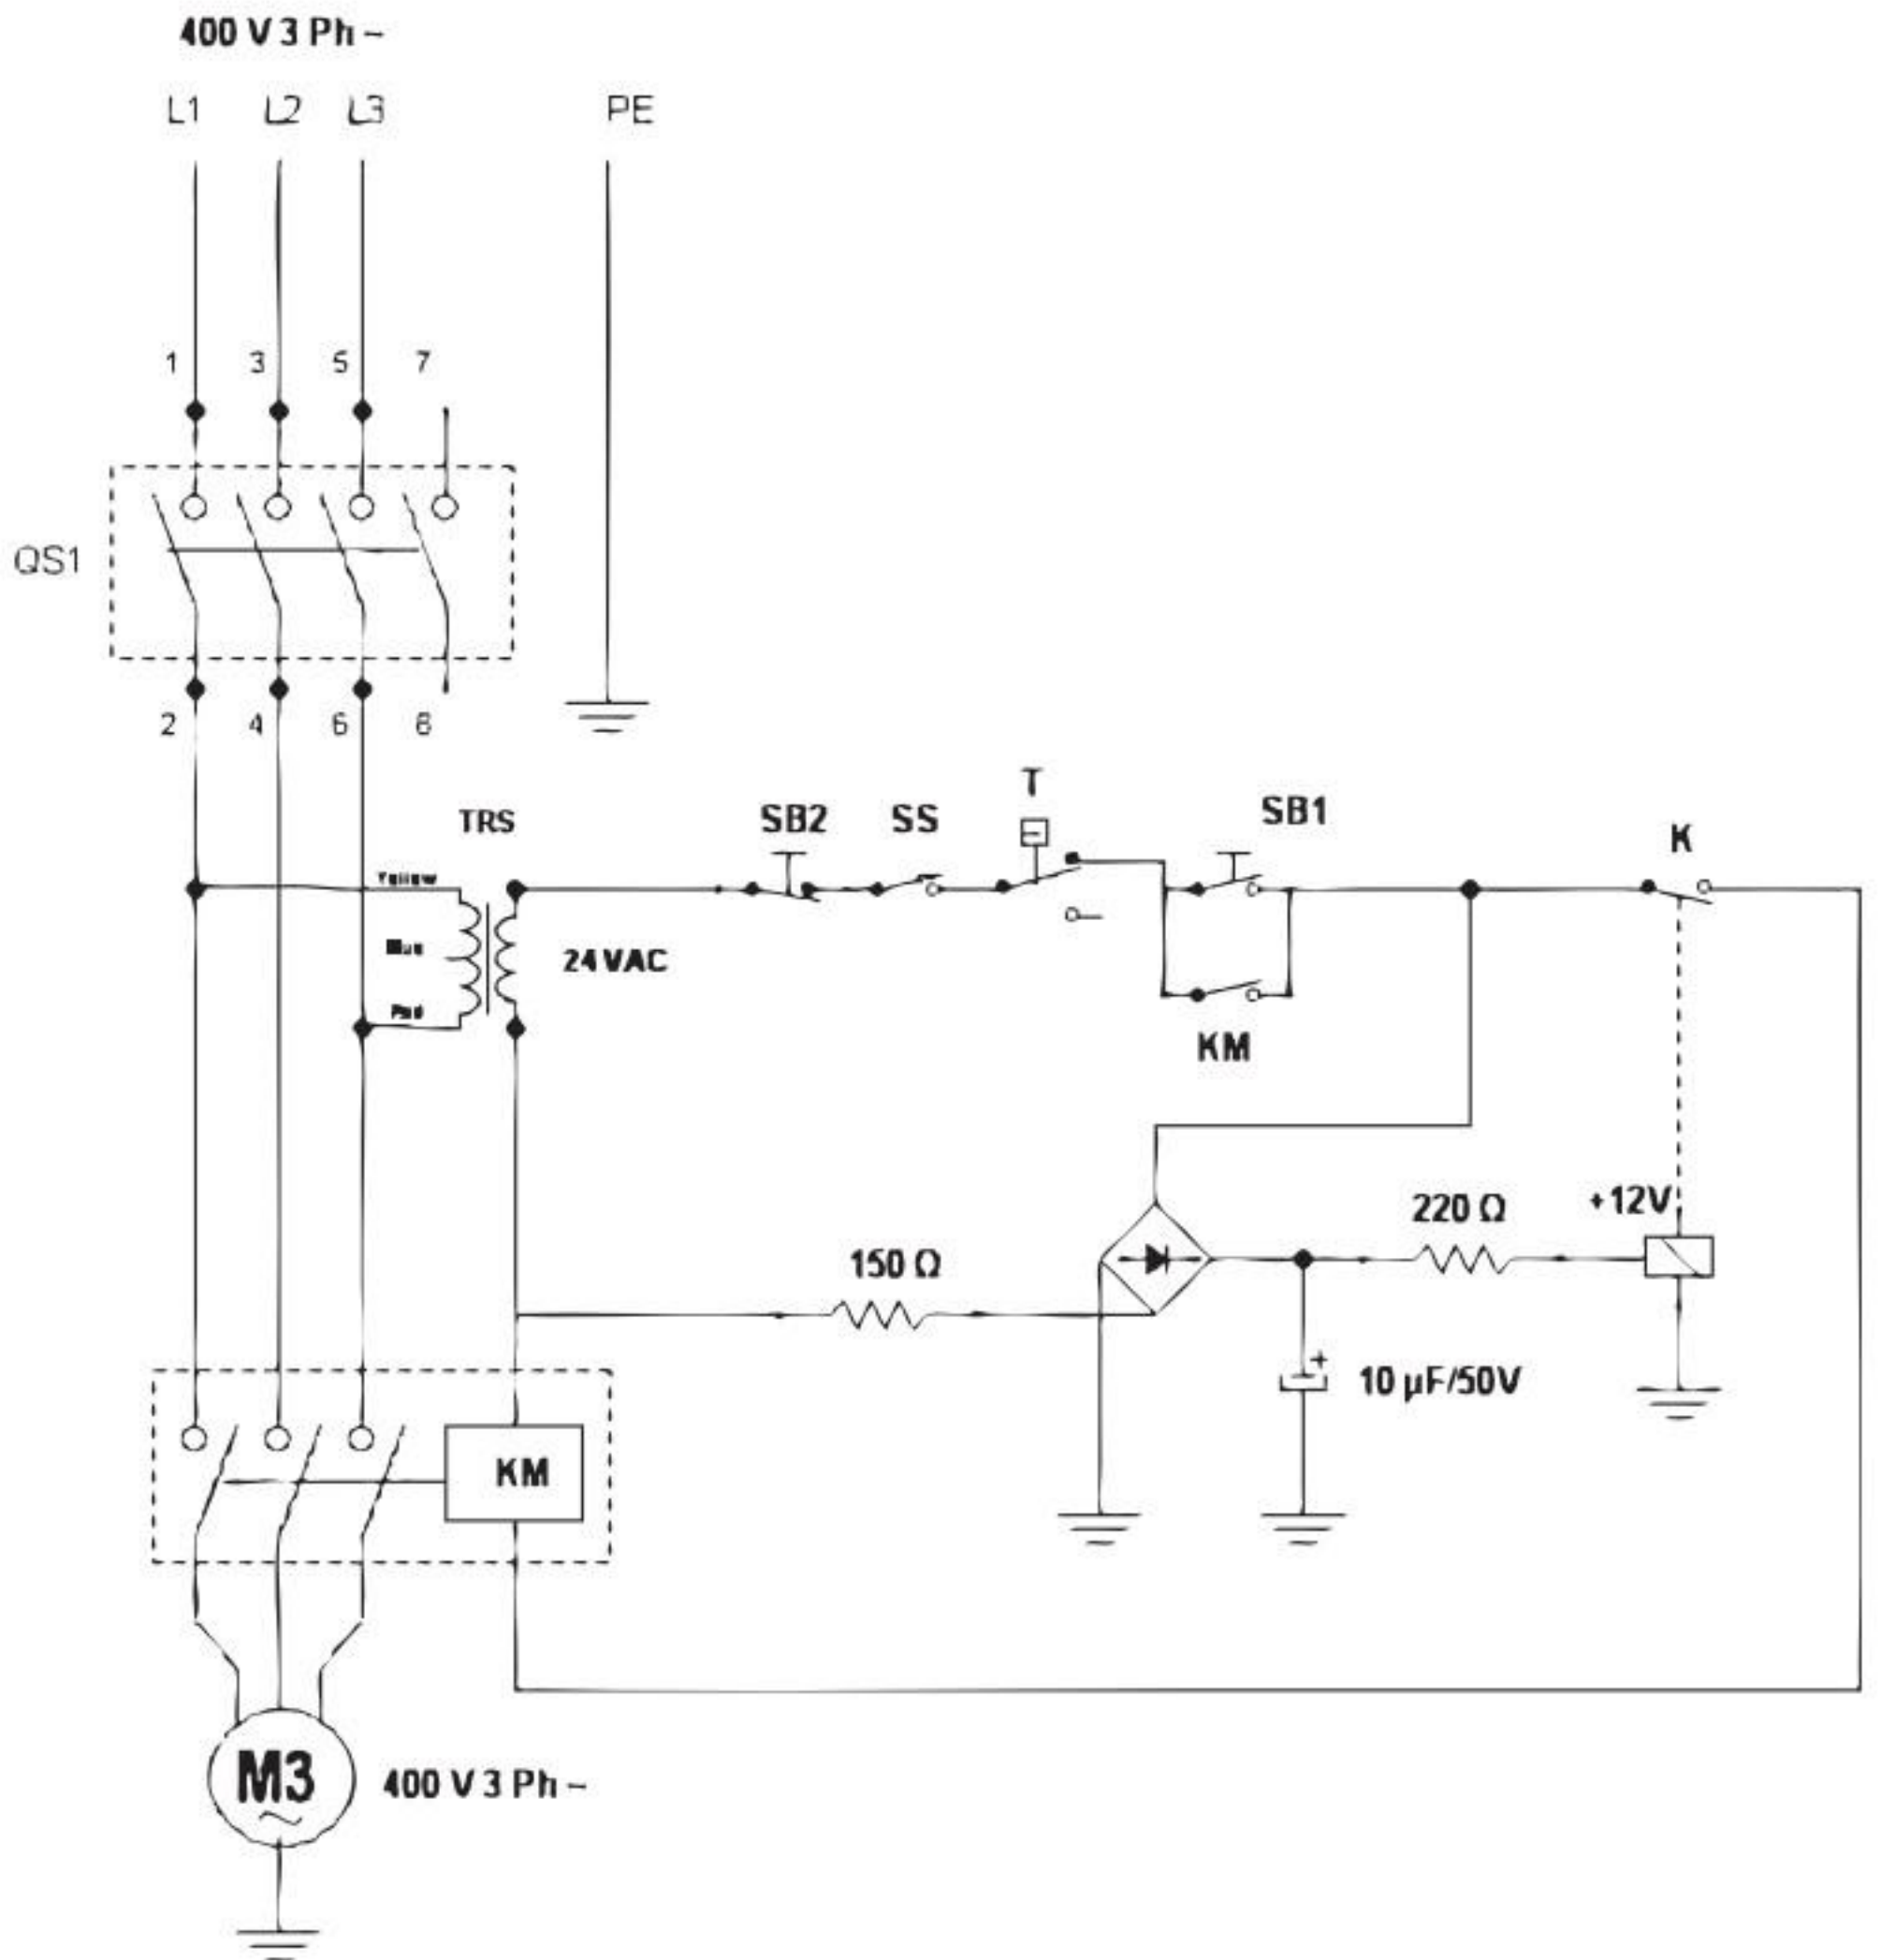 400 V 3 Ph ~
L1 L2 L3 PE
1 3 5 7
QS1
2 4 6 8
T
TRS SB2 SS SB1
K
Yellow
24 VAC
KM
220 Ω +12V
150 Ω
+
10 µF/50V
KM
M3
~
400 V 3 Ph ~